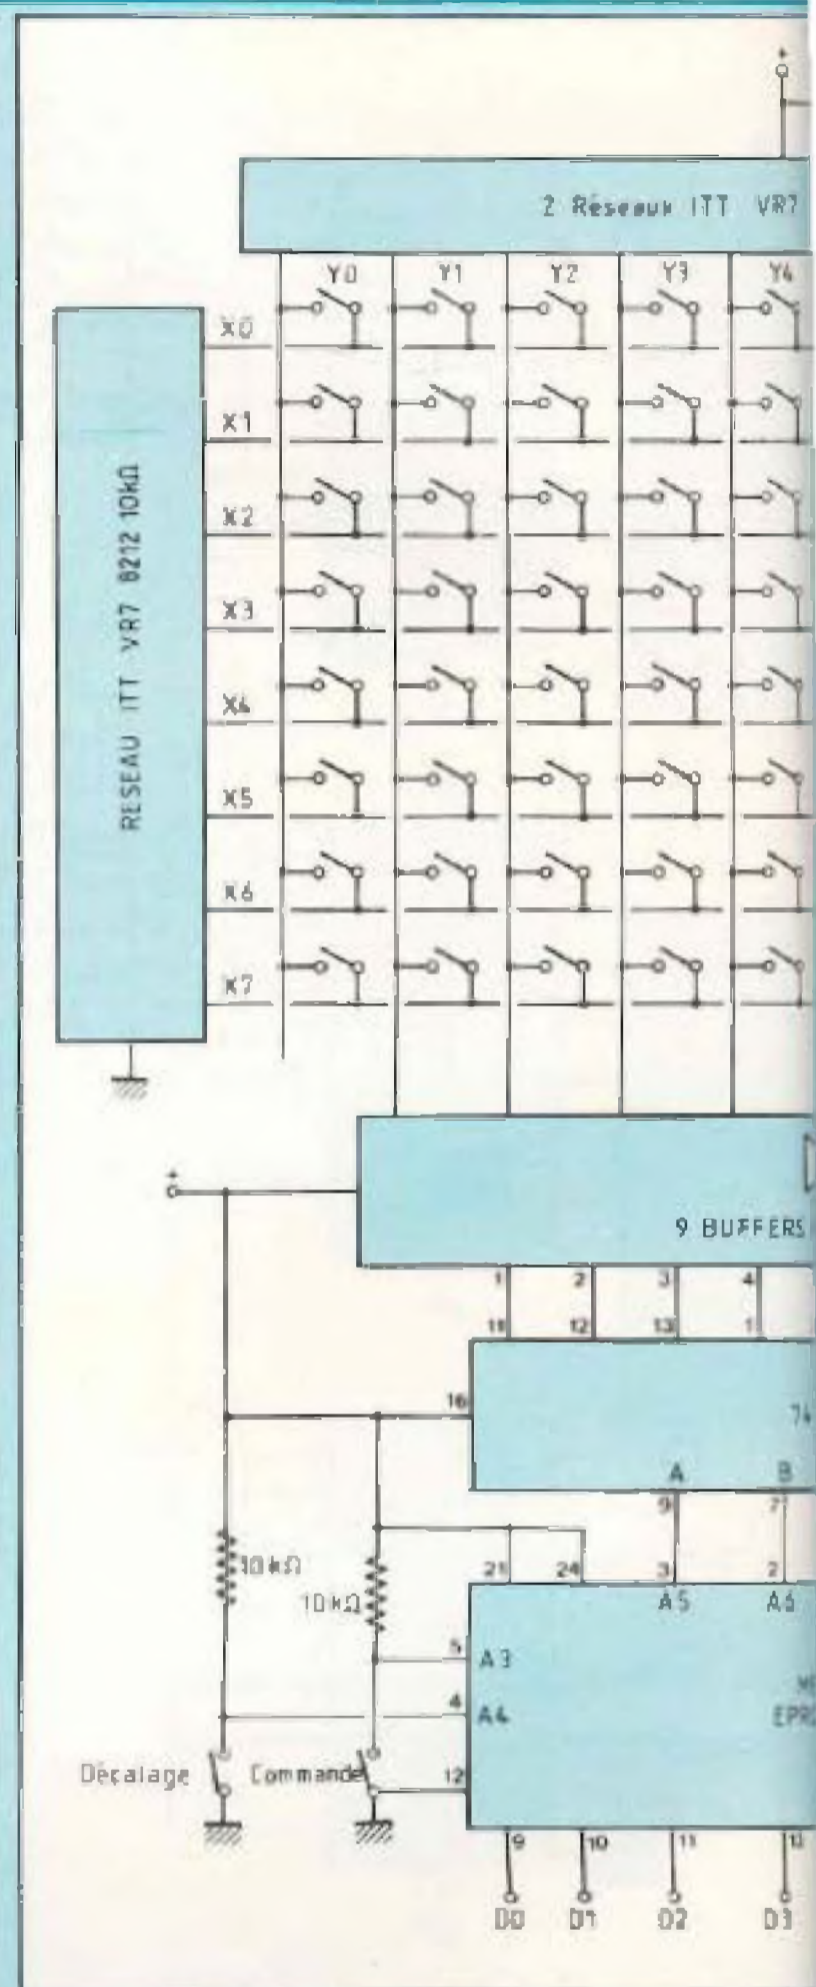 +
2 Réseaux ITT VR7
Y0 Y1 Y2 Y3 Y4
X0
X1
X2
X3
X4
X5
X6
X7
RESEAU ITT VR7 8212 10kΩ
+
9 BUFFERS
1 2 3 4
11 12 13 1
16
74
A B
9 7
10kΩ
10kΩ
21 24 3 2
A5 A6
5 A3
4 A4
12
Décalage
Commande
9 10 11
D0 D1 D2 D3